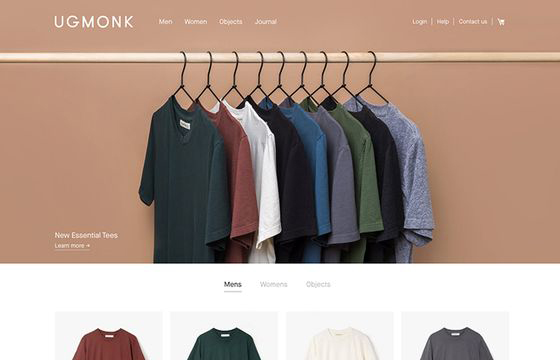 UGMONK
Men Women Objects Journal
Login Help Contact us
New Essential Tees
Learn more →
Mens Womens Objects